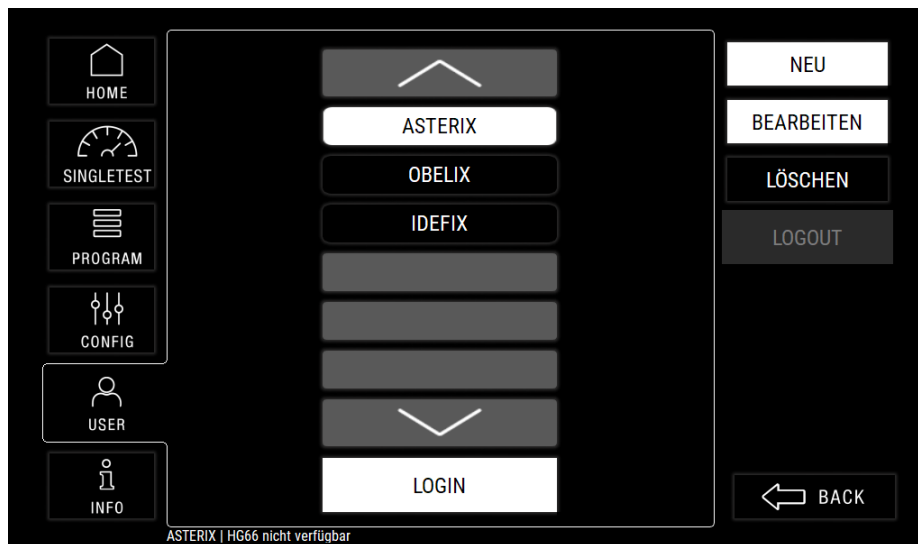 HOME
SINGLETEST
PROGRAM
CONFIG
USER
INFO
ASTERIX
OBELIX
IDEFIX
LOGIN
NEU
BEARBEITEN
LÖSCHEN
LOGOUT
BACK
ASTERIX | HG66 nicht verfügbar